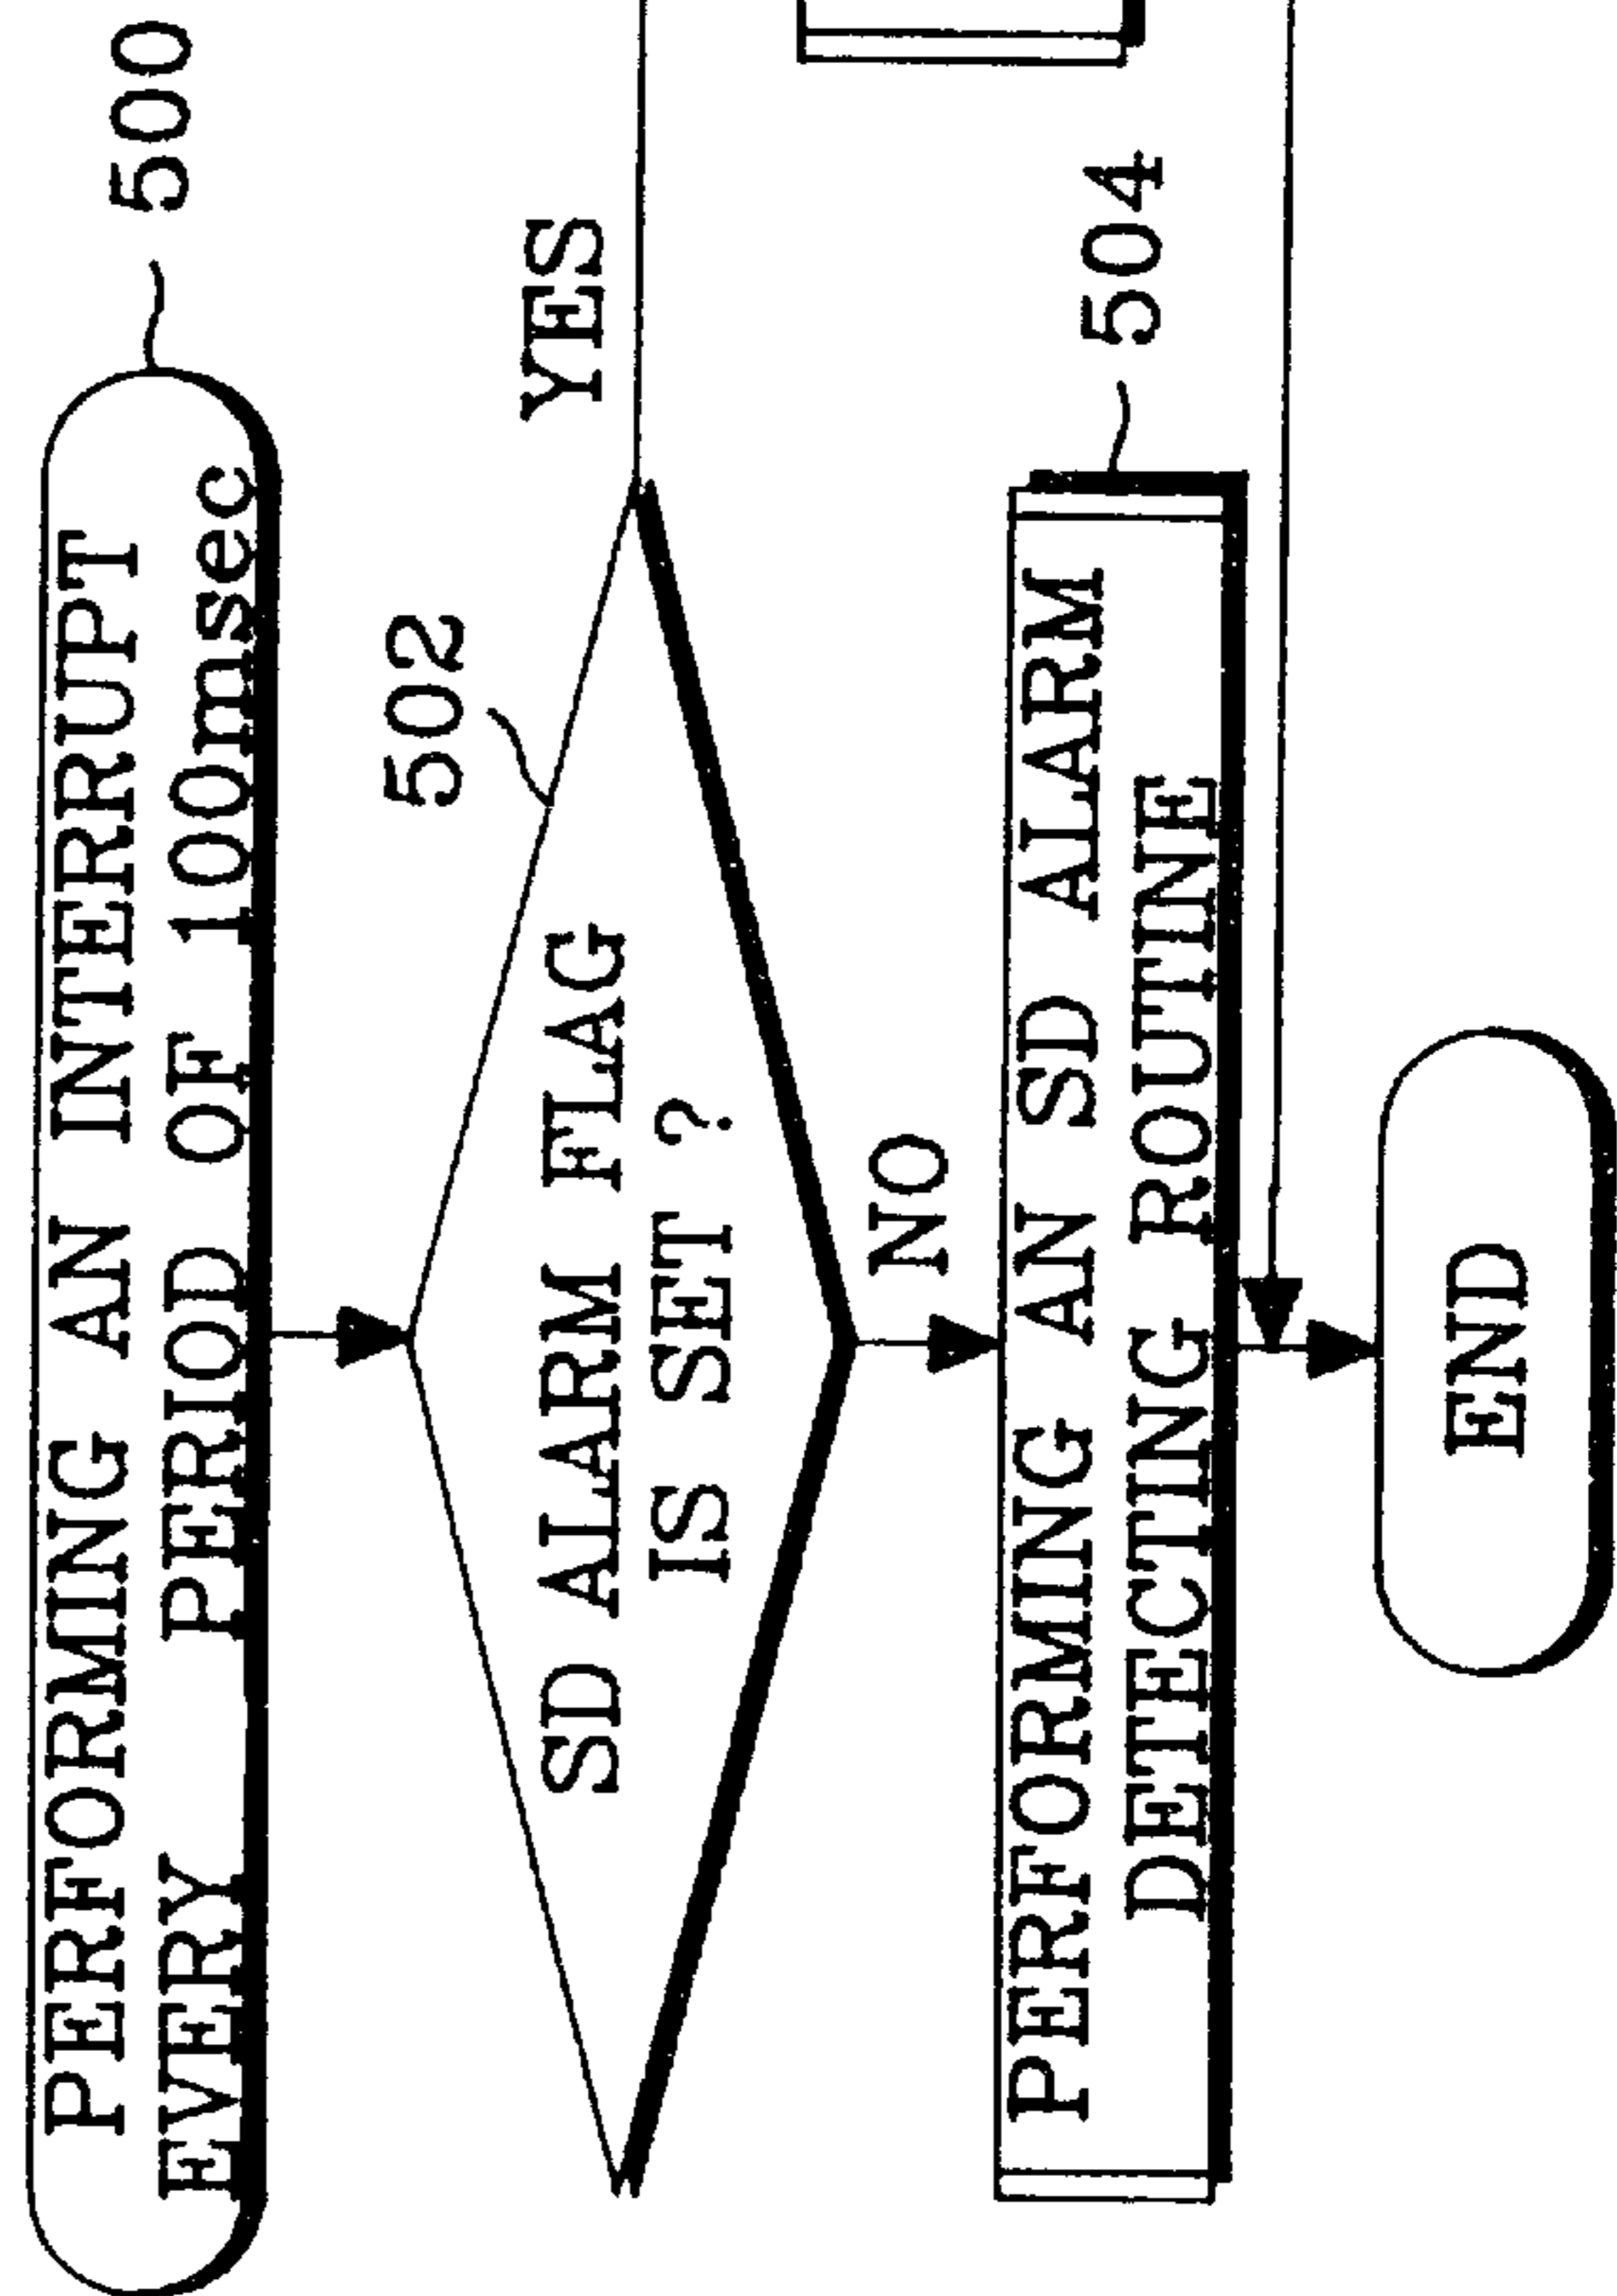 PERFORMING AN INTERRUPT
EVERY PERIOD OF 100msec
500
502
SD ALARM FLAG
IS SET ?
YES
NO
PERFORMING AN SD ALARM
DETECTING ROUTINE
504
END